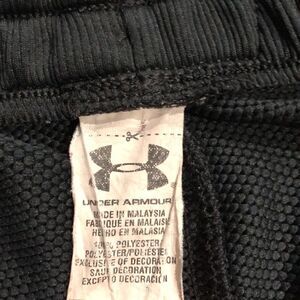 UNDER ARMOUR
MADE IN MALAYSIA
FABRIQUÉ EN MALAISIE
HECHO EN MALASIA
100% POLYESTER
POLYESTER/POLIÉSTER
EXCLUSIVE OF DECORATION
SAUF DÉCORATION
EXCEPTO DECORACIÓN